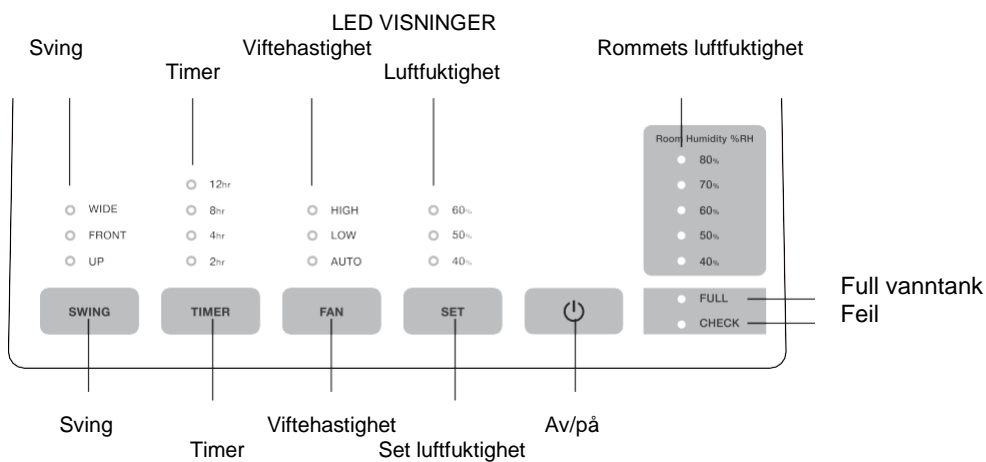 LED VISNINGER
Sving Viftehastighet Rommets luftfuktighet
Timer Luftfuktighet
Room Humidity %RH
80%
12hr 70%
WIDE 8hr HIGH 60% 60%
FRONT 4hr LOW 50% 50%
UP 2hr AUTO 40% 40%
SWING TIMER FAN SET FULL Full vanntank
CHECK Feil
Sving Viftehastighet Av/på
Timer Set luftfuktighet